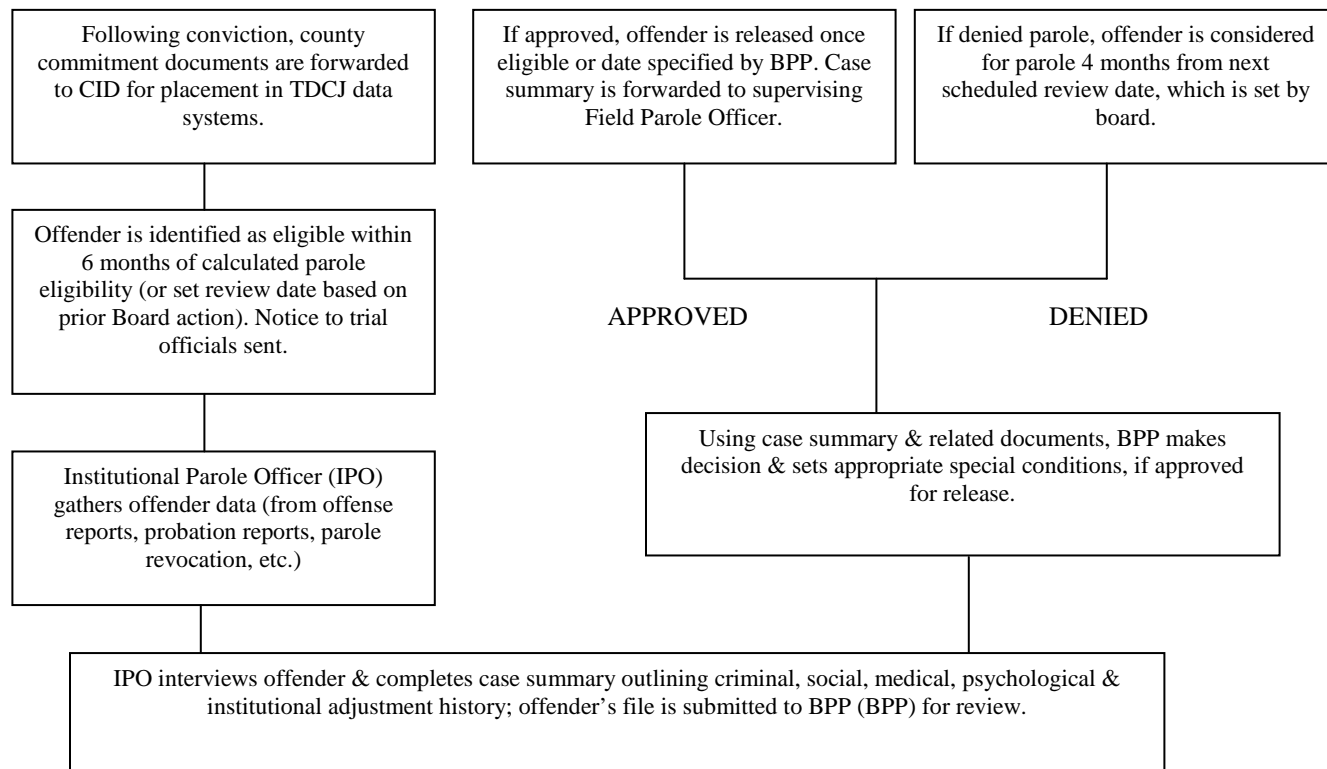 Following conviction, county
commitment documents are forwarded
to CID for placement in TDCJ data
systems.
Offender is identified as eligible within
6 months of calculated parole
eligibility (or set review date based on
prior Board action). Notice to trial
officials sent.
Institutional Parole Officer (IPO)
gathers offender data (from offense
reports, probation reports, parole
revocation, etc.)
IPO interviews offender & completes case summary outlining criminal, social, medical, psychological &
institutional adjustment history; offender’s file is submitted to BPP (BPP) for review.
Using case summary & related documents, BPP makes
decision & sets appropriate special conditions, if approved
for release.
APPROVED
DENIED
If approved, offender is released once
eligible or date specified by BPP. Case
summary is forwarded to supervising
Field Parole Officer.
If denied parole, offender is considered
for parole 4 months from next
scheduled review date, which is set by
board.